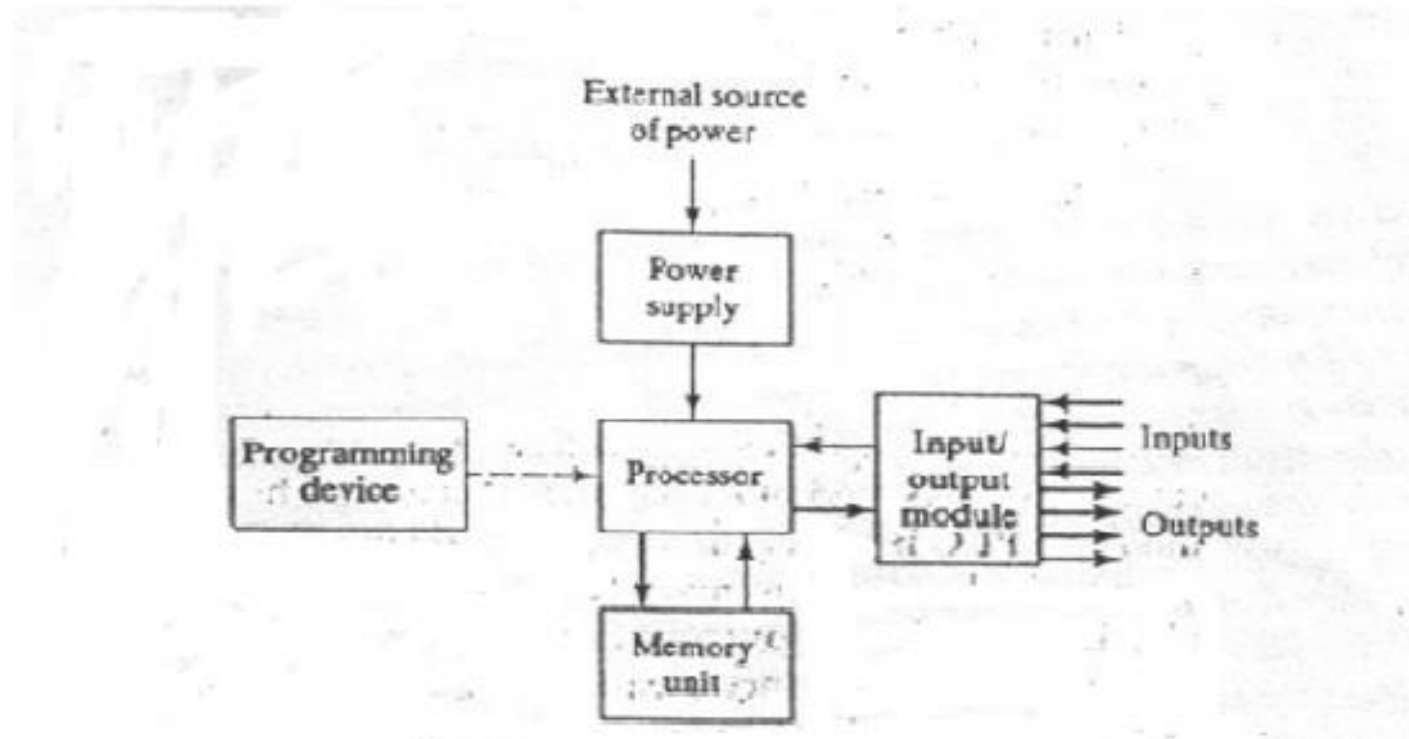 External source
of power
Power
supply
Programming
device
Processor
Input/
output
module
Inputs
Outputs
Memory
unit